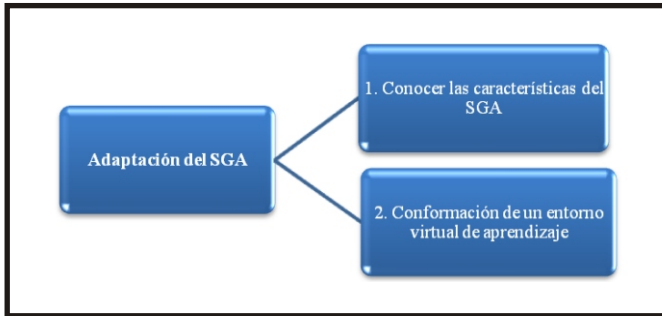 Adaptación del SGA
1. Conocer las características del
SGA
2. Conformación de un entorno
virtual de aprendizaje